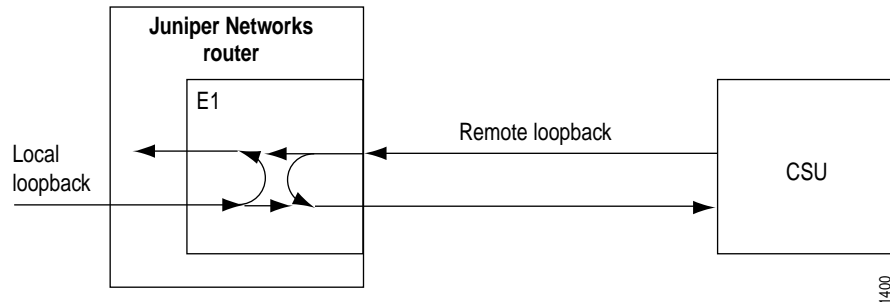 Juniper Networks
router
E1
Remote loopback
Local
loopback
CSU
1400